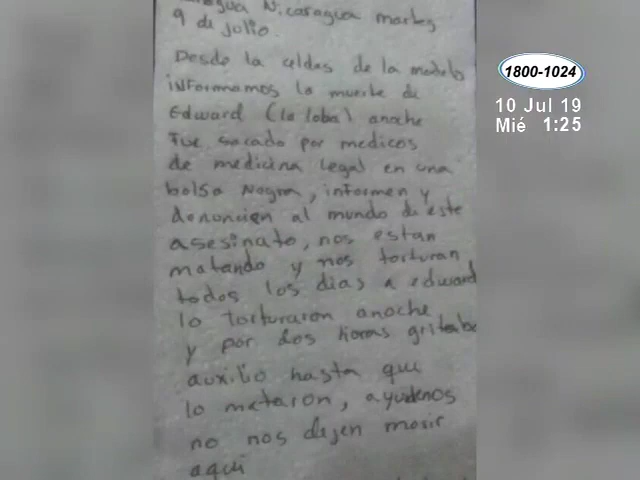 Nicaragua martes
9 de julio.
Desde la celdas de la modelo
informamos la muerte de
Edward (la loba) anoche
fue sacado por medicos
de medicina legal en una
bolsa Negra, informen y
denuncien al mundo de este
asesinato, nos estan
matando y nos torturan
todos los dias a edward
lo torturaron anoche
y por dos horas gritaba
auxilio hasta que
lo mataron, ayudenos
no nos dejen morir
aqui
1800-1024
10 Jul 19
Mié 1:25